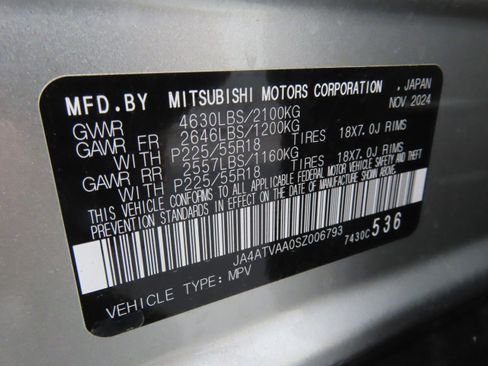 MFD.BY MITSUBISHI MOTORS CORPORATION , JAPAN
NOV 2024
GVWR 4630LBS/2100KG
GAWR FR 2646LBS/1200KG
WITH P225/55R18 TIRES 18X7.0J RIMS
GAWR RR 2557LBS/1160KG
WITH P225/55R18 TIRES 18X7.0J RIMS
THIS VEHICLE CONFORMS TO ALL APPLICABLE FEDERAL MOTOR VEHICLE SAFETY AND THEFT
PREVENTION STANDARDS IN EFFECT ON THE DATE OF MANUFACTURE SHOWN ABOVE.
7430C 536
JA4ATVAA0SZ006793
VEHICLE TYPE: MPV